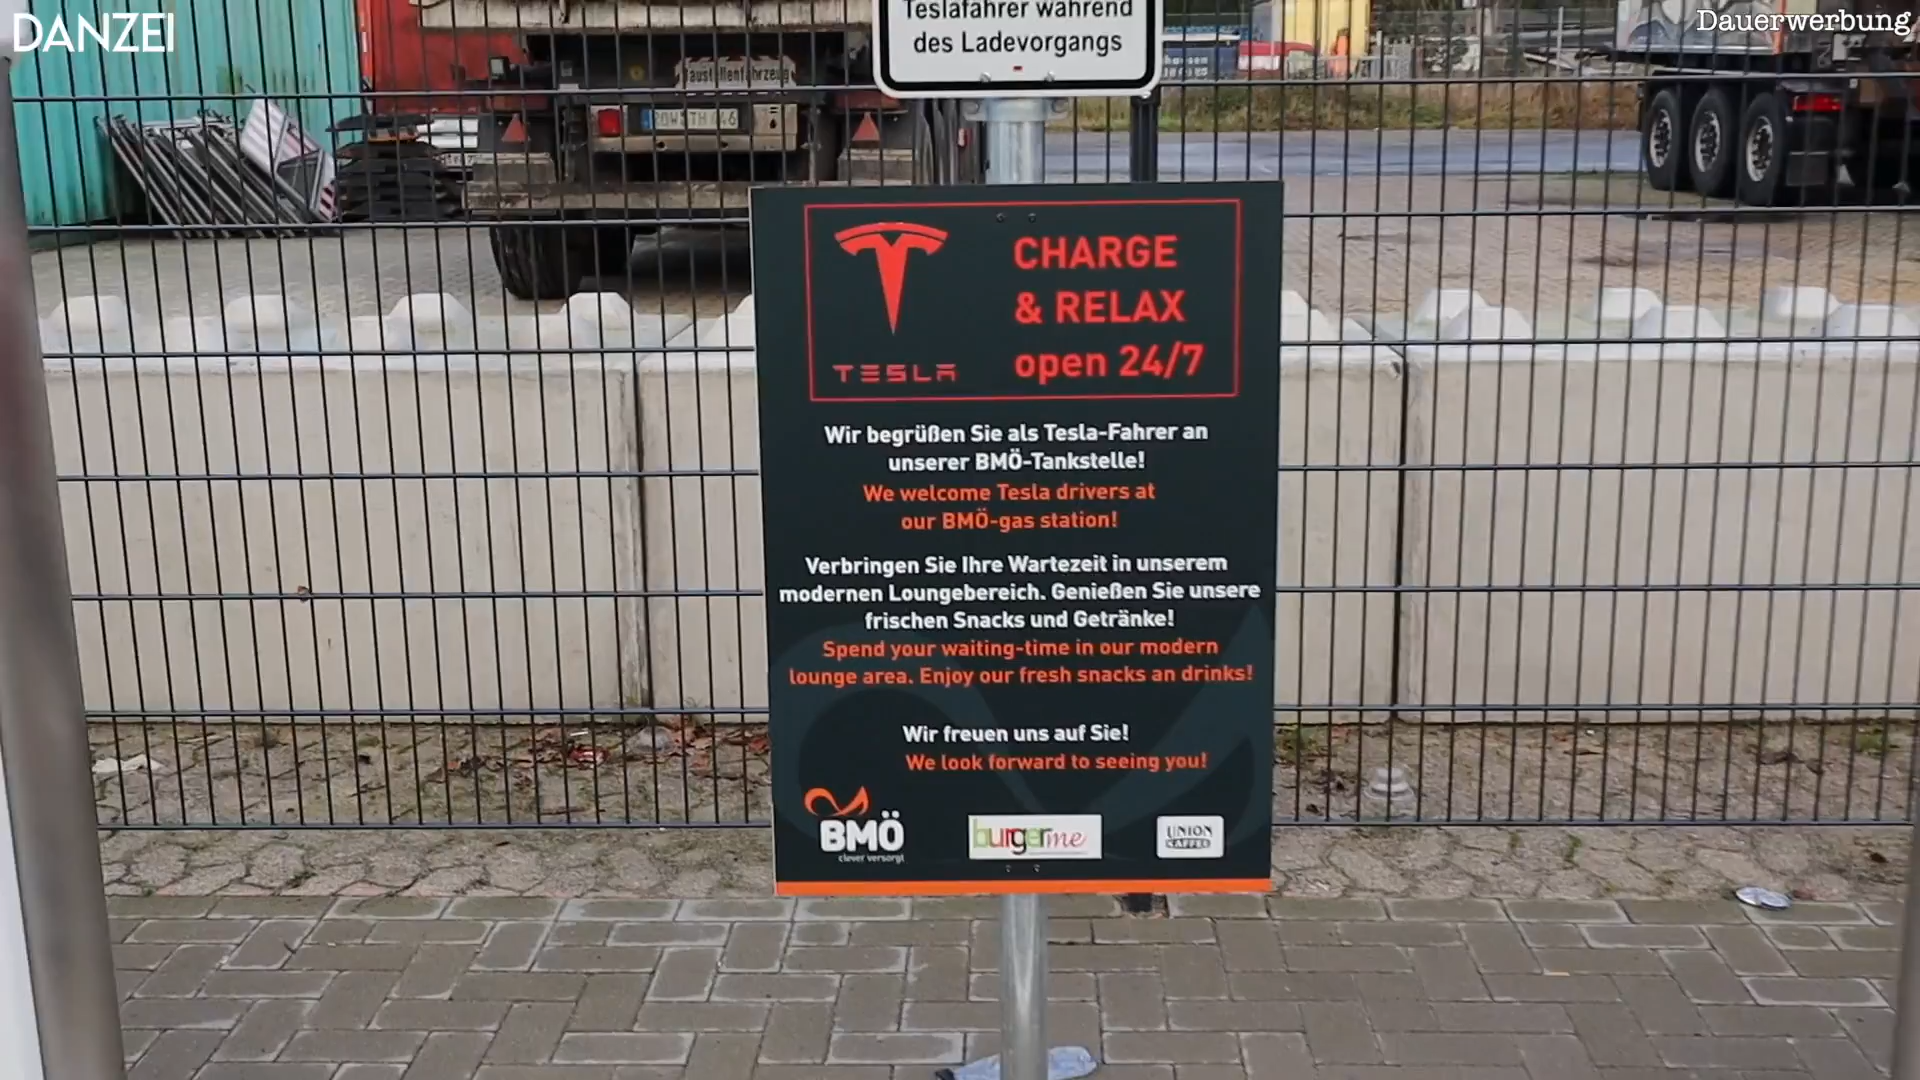 DANZEI
Dauerwerbung
Teslafahrer während
des Ladevorgangs
Baustellenfahrzeug
CHARGE
& RELAX
open 24/7
TESLA
Wir begrüßen Sie als Tesla-Fahrer an
unserer BMÖ-Tankstelle!
We welcome Tesla drivers at
our BMÖ-gas station!
Verbringen Sie Ihre Wartezeit in unserem
modernen Loungebereich. Genießen Sie unsere
frischen Snacks und Getränke!
Spend your waiting-time in our modern
lounge area. Enjoy our fresh snacks an drinks!
Wir freuen uns auf Sie!
We look forward to seeing you!
BMÖ
clever versorgt
burgerme
UNION
KAFFEE